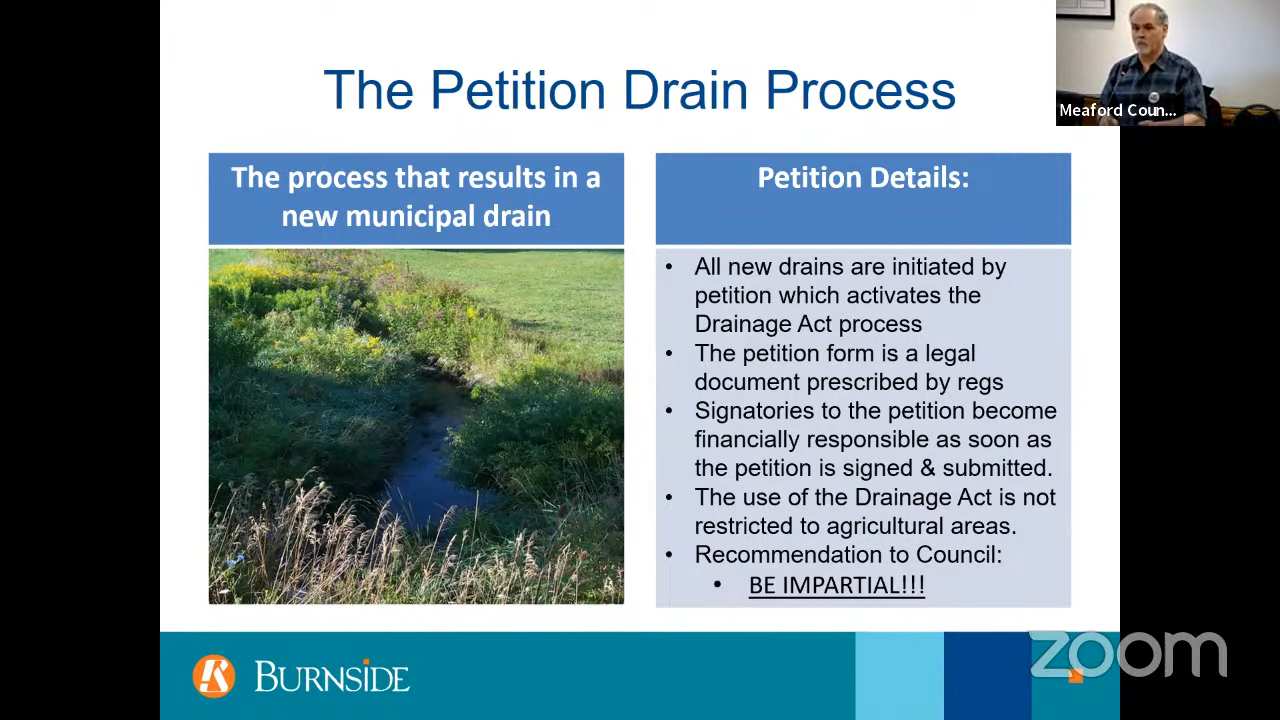 The Petition Drain Process
Meaford Coun...
The process that results in a
new municipal drain
Petition Details:
• All new drains are initiated by
petition which activates the
Drainage Act process
• The petition form is a legal
document prescribed by regs
• Signatories to the petition become
financially responsible as soon as
the petition is signed & submitted.
• The use of the Drainage Act is not
restricted to agricultural areas.
• Recommendation to Council:
• BE IMPARTIAL!!!
BURNSIDE
zoom